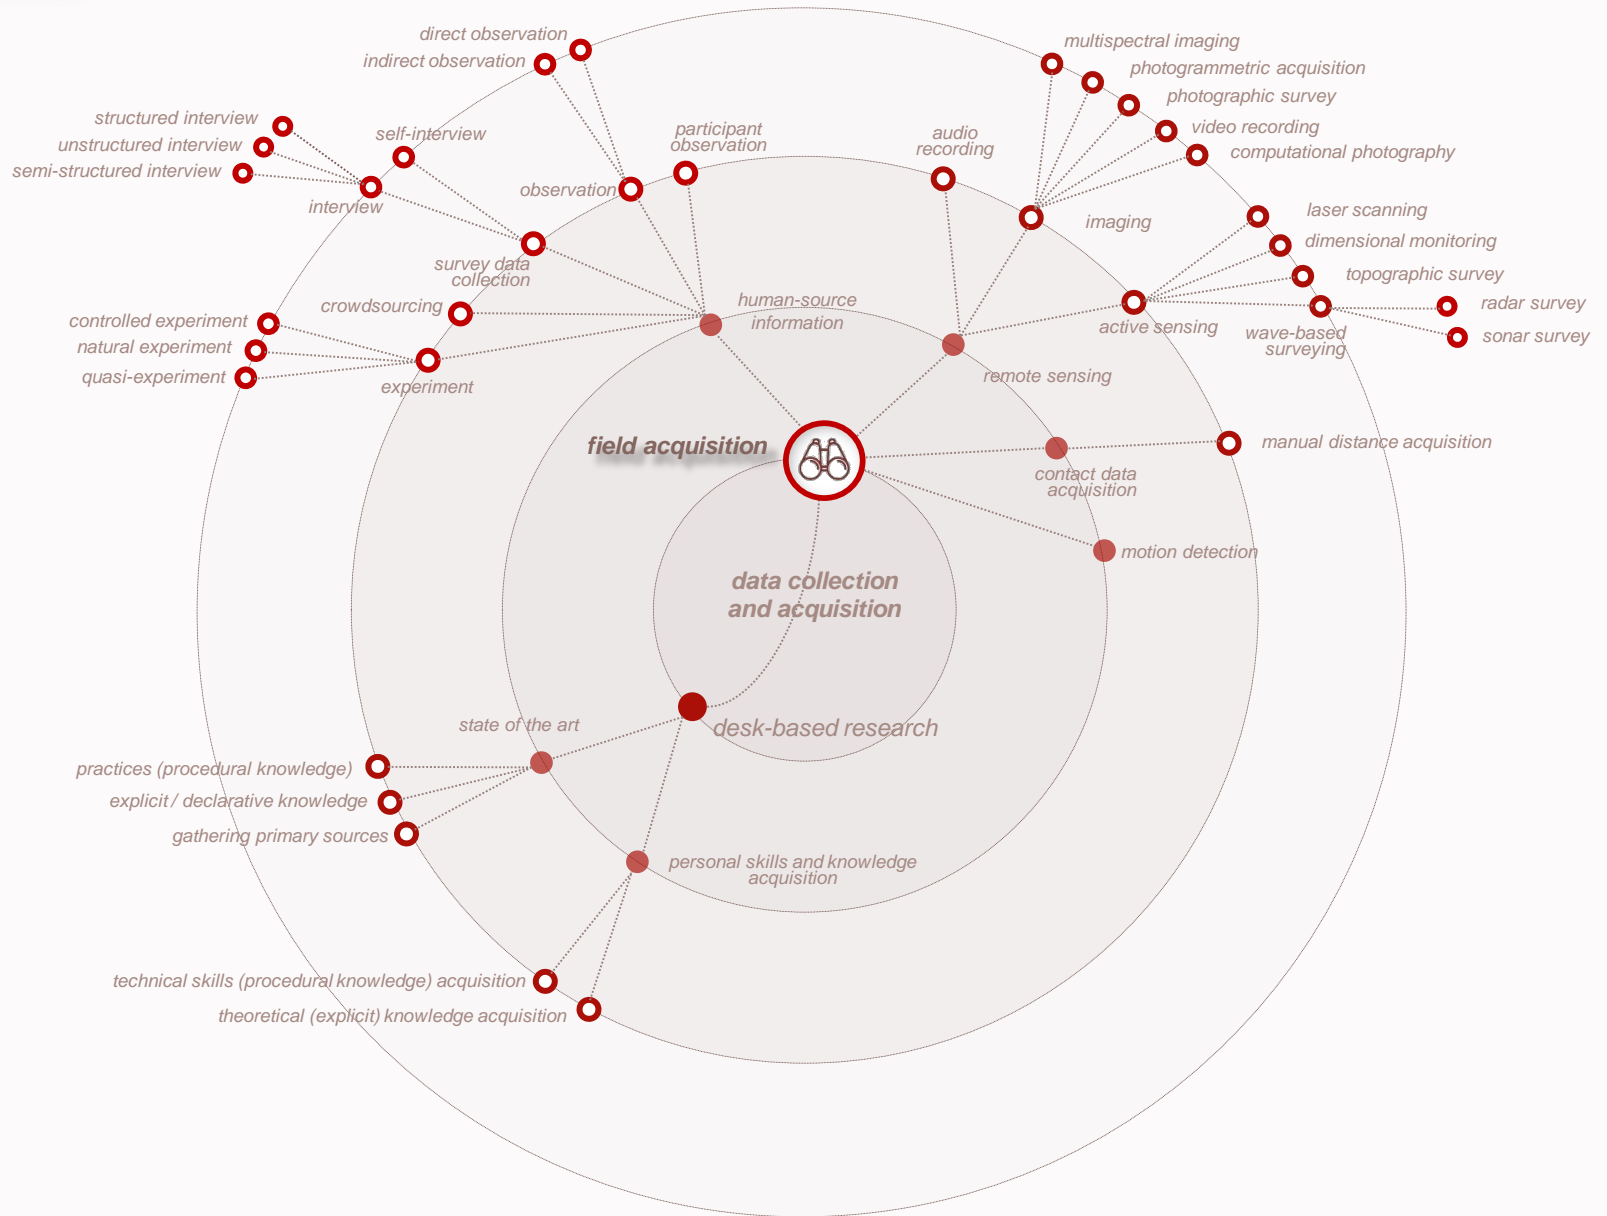 direct observation
indirect observation
multispectral imaging
photogrammetric acquisition
photographic survey
video recording
computational photography
structured interview
unstructured interview
semi-structured interview
self-interview
interview
participant
observation
observation
audio
recording
imaging
laser scanning
dimensional monitoring
topographic survey
radar survey
sonar survey
wave-based
surveying
active sensing
survey data
collection
crowdsourcing
human-source
information
controlled experiment
natural experiment
quasi-experiment
experiment
remote sensing
field acquisition
manual distance acquisition
contact data
acquisition
motion detection
data collection
and acquisition
desk-based research
state of the art
practices (procedural knowledge)
explicit / declarative knowledge
gathering primary sources
personal skills and knowledge
acquisition
technical skills (procedural knowledge) acquisition
theoretical (explicit) knowledge acquisition